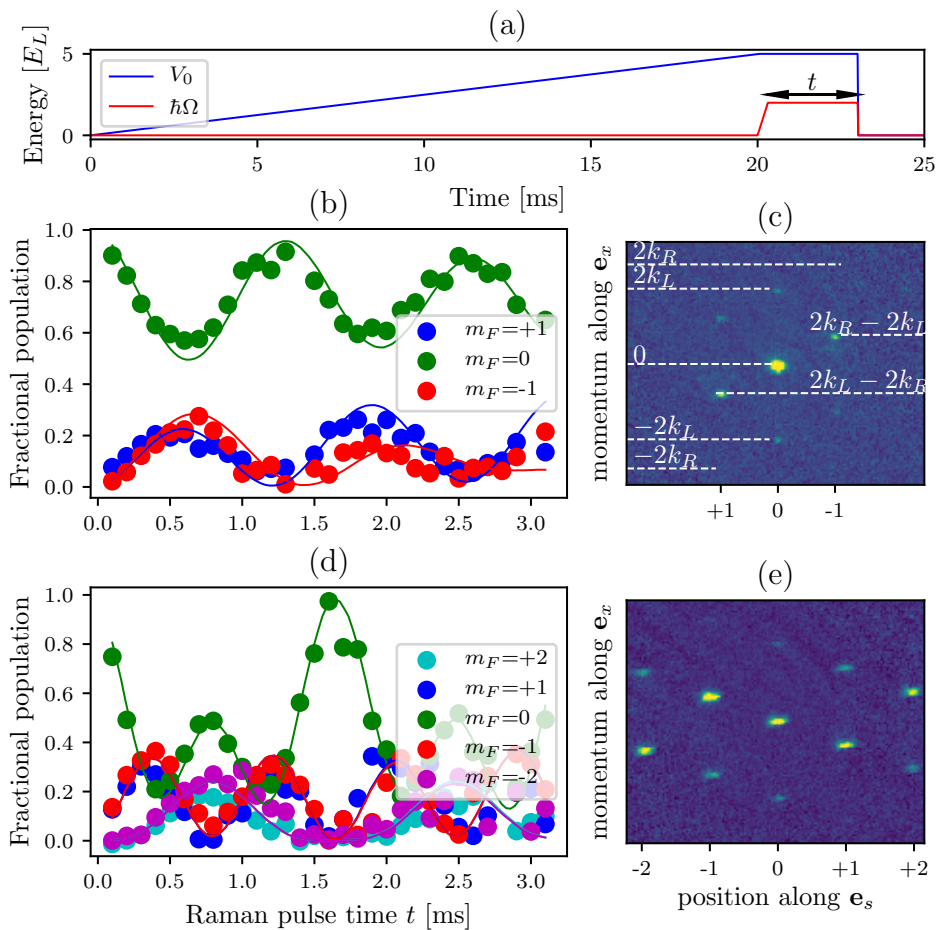 (a)
Energy [E_L]
5
0
V_0
ħΩ
t
0 5 10 15 20 25
Time [ms]
(b)
Fractional population
1.0
0.8
0.6
0.4
0.2
0.0
m_F=+1
m_F=0
m_F=-1
0.0 0.5 1.0 1.5 2.0 2.5 3.0
(c)
momentum along e_x
2k_R
2k_L
2k_R − 2k_L
0
2k_L − 2k_R
−2k_L
−2k_R
+1 0 -1
(d)
Fractional population
1.0
0.8
0.6
0.4
0.2
0.0
m_F=+2
m_F=+1
m_F=0
m_F=-1
m_F=-2
0.0 0.5 1.0 1.5 2.0 2.5 3.0
Raman pulse time t [ms]
(e)
momentum along e_x
-2 -1 0 +1 +2
position along e_s